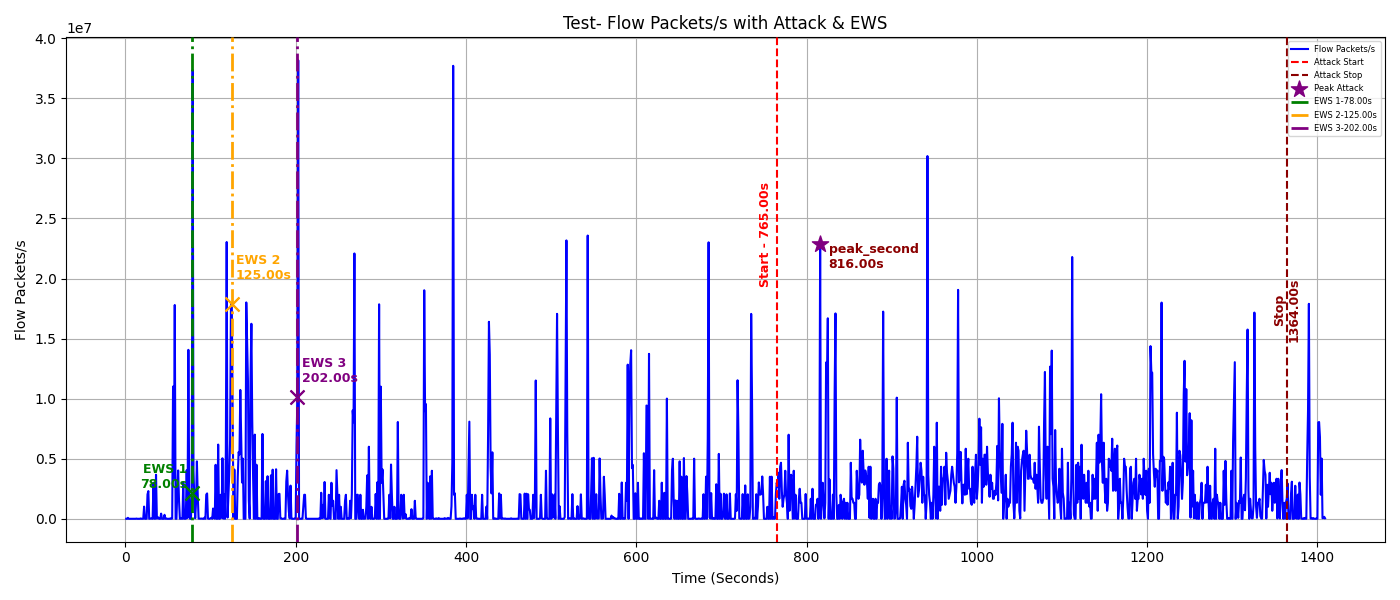 Test- Flow Packets/s with Attack & EWS
1e7
4.0
3.5
3.0
2.5
2.0
1.5
1.0
0.5
0.0
Flow Packets/s
0
200
400
600
800
1000
1200
1400
Time (Seconds)
EWS 1
78.00s
EWS 2
125.00s
EWS 3
202.00s
Start - 765.00s
peak_second
816.00s
Stop
1364.00s
Flow Packets/s
Attack Start
Attack Stop
Peak Attack
EWS 1-78.00s
EWS 2-125.00s
EWS 3-202.00s